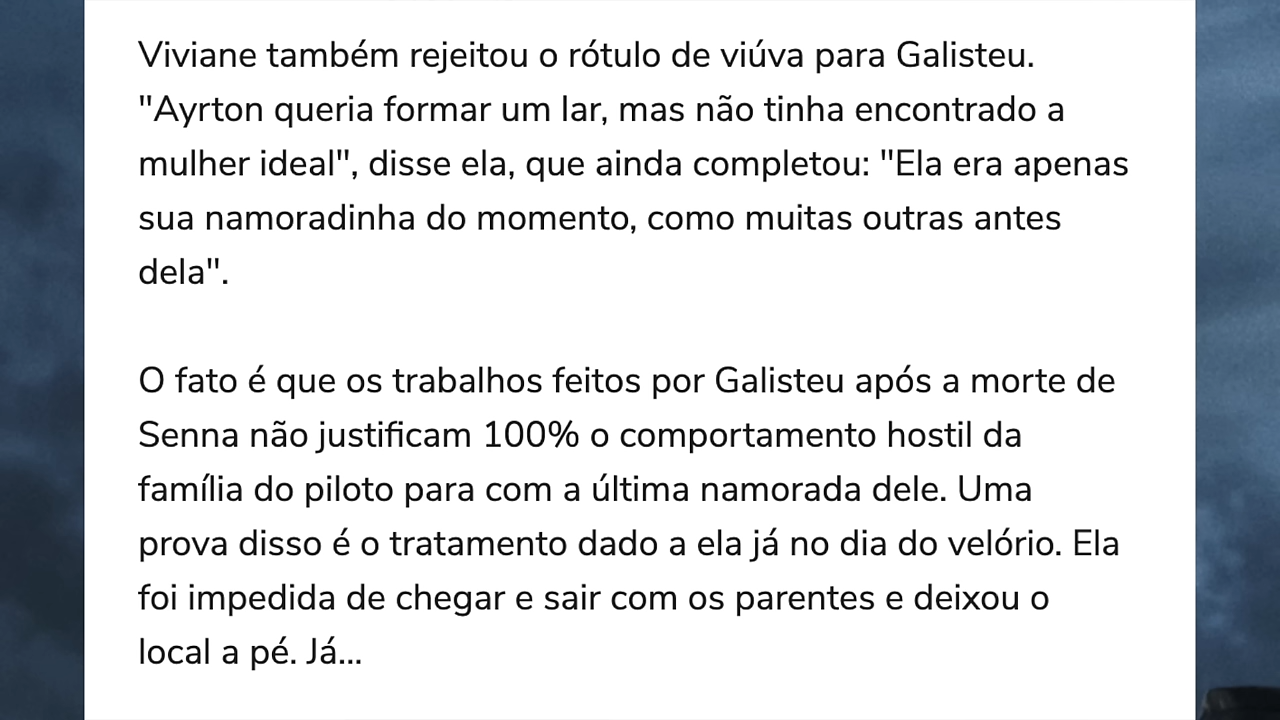 Viviane também rejeitou o rótulo de viúva para Galisteu.
"Ayrton queria formar um lar, mas não tinha encontrado a
mulher ideal", disse ela, que ainda completou: "Ela era apenas
sua namoradinha do momento, como muitas outras antes
dela".
O fato é que os trabalhos feitos por Galisteu após a morte de
Senna não justificam 100% o comportamento hostil da
família do piloto para com a última namorada dele. Uma
prova disso é o tratamento dado a ela já no dia do velório. Ela
foi impedida de chegar e sair com os parentes e deixou o
local a pé. Já...